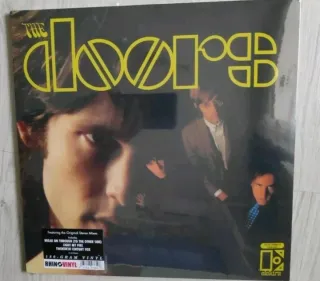 THE
doors
Featuring the Original Stereo Mixes
BREAK ON THROUGH (TO THE OTHER SIDE)
LIGHT MY FIRE
TWENTIETH CENTURY FOX
180-GRAM VINYL
RHINO VINYL
elektra